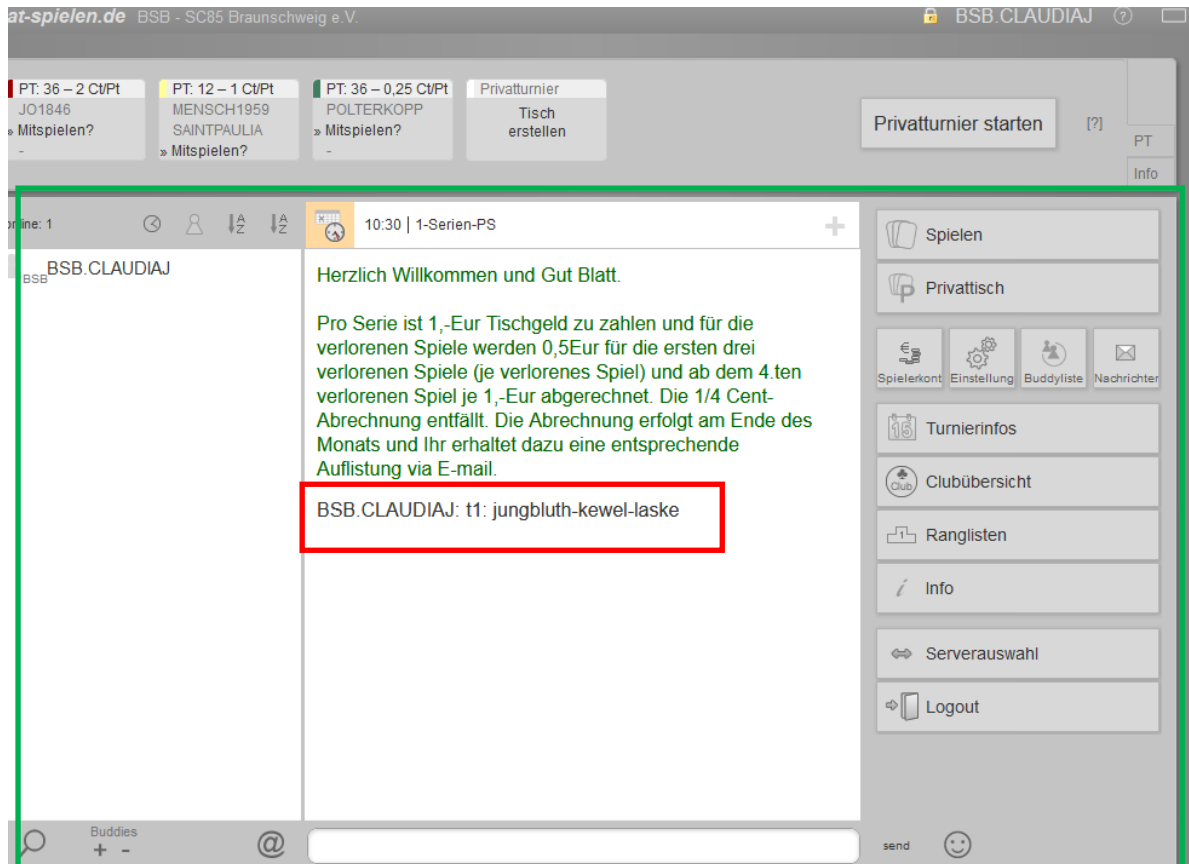 at-spielen.de BSB - SC85 Braunschweig e.V.
BSB.CLAUDIAJ ?
PT: 36 – 2 Ct/Pt
JO1846
» Mitspielen?
-
PT: 12 – 1 Ct/Pt
MENSCH1959
SAINTPAULIA
» Mitspielen?
PT: 36 – 0,25 Ct/Pt
POLTERKOPP
» Mitspielen?
-
Privatturnier
Tisch
erstellen
Privatturnier starten [?]
PT
Info
online: 1
10:30 | 1-Serien-PS
BSB BSB.CLAUDIAJ
Herzlich Willkommen und Gut Blatt.
Pro Serie ist 1,-Eur Tischgeld zu zahlen und für die
verlorenen Spiele werden 0,5Eur für die ersten drei
verlorenen Spiele (je verlorenes Spiel) und ab dem 4.ten
verlorenen Spiel je 1,-Eur abgerechnet. Die 1/4 Cent-
Abrechnung entfällt. Die Abrechnung erfolgt am Ende des
Monats und Ihr erhaltet dazu eine entsprechende
Auflistung via E-mail.
BSB.CLAUDIAJ: t1: jungbluth-kewel-laske
Spielen
Privattisch
Spielerkont Einstellung Buddyliste Nachrichter
Turnierinfos
Club Clubübersicht
Ranglisten
Info
Serverauswahl
Logout
Buddies
+ -
@
send